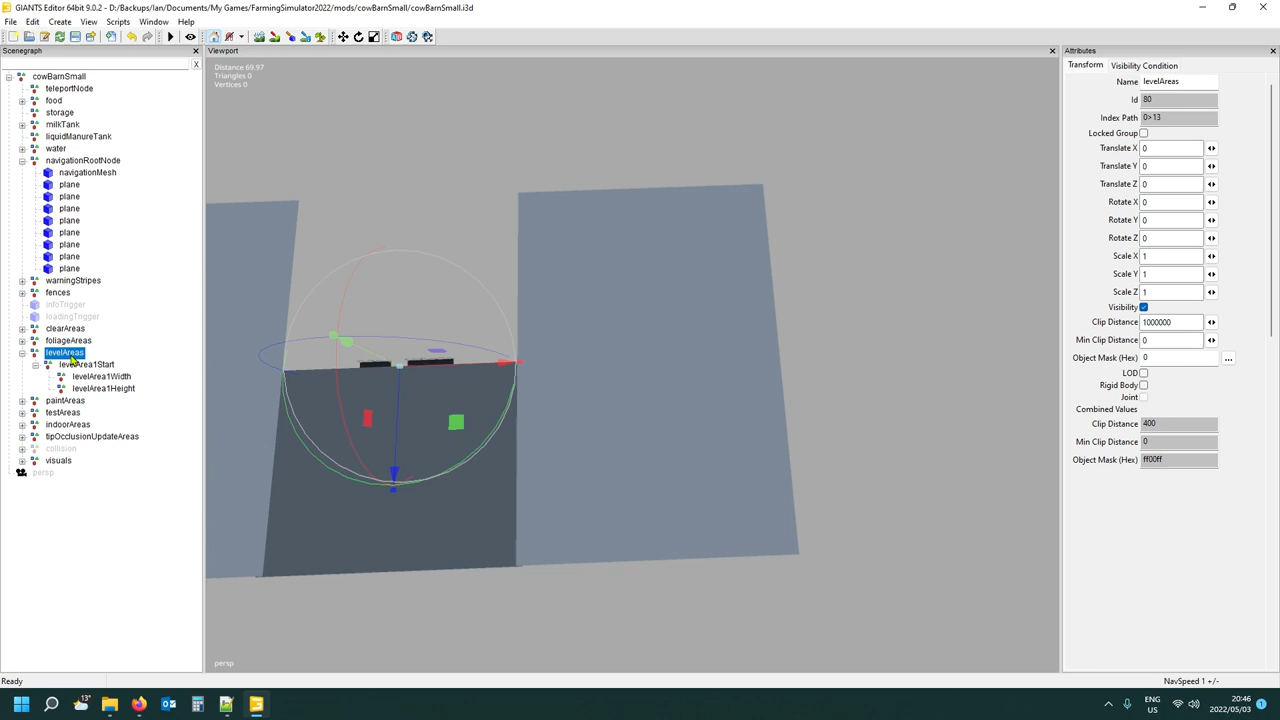 GIANTS Editor 64bit 9.0.2 - D:/Backups/Ian/Documents/My Games/FarmingSimulator2022/mods/cowBarnSmall/cowBarnSmall.i3d
File Edit Create View Scripts Window Help
Scenegraph
X
cowBarnSmall
teleportNode
food
storage
milkTank
liquidManureTank
water
navigationRootNode
navigationMesh
plane
plane
plane
plane
plane
plane
plane
plane
warningStripes
fences
infoTrigger
loadingTrigger
clearAreas
foliageAreas
levelAreas
levelArea1Start
levelArea1Width
levelArea1Height
paintAreas
testAreas
indoorAreas
tipOcclusionUpdateAreas
collision
visuals
persp
Viewport
Distance 69.97
Triangles 0
Vertices 0
persp
Attributes
Transform Visibility Condition
Name levelAreas
Id 80
Index Path 0>13
Locked Group
Translate X 0
Translate Y 0
Translate Z 0
Rotate X 0
Rotate Y 0
Rotate Z 0
Scale X 1
Scale Y 1
Scale Z 1
Visibility
Clip Distance 1000000
Min Clip Distance 0
Object Mask (Hex) 0 ...
LOD
Rigid Body
Joint
Combined Values
Clip Distance 400
Min Clip Distance 0
Object Mask (Hex) ff00ff
Ready
NavSpeed 1 +/-
13°
ENG
US
20:46
2022/05/03
1